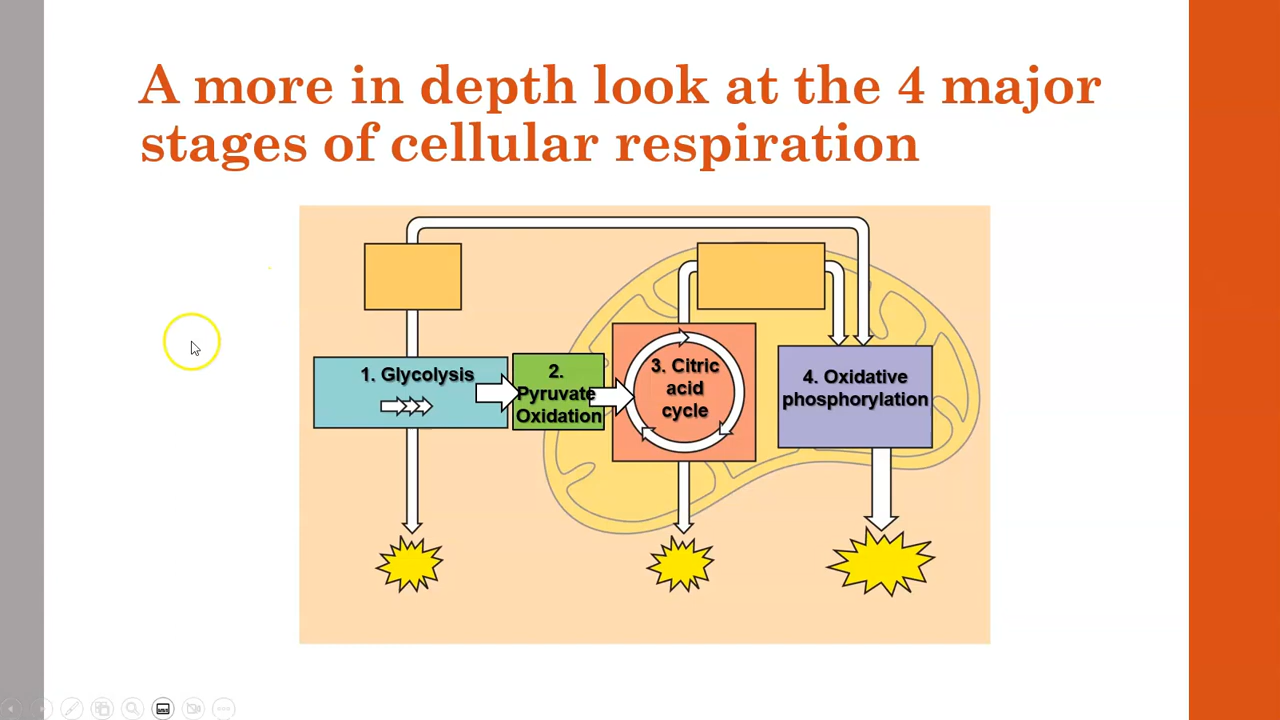 A more in depth look at the 4 major
stages of cellular respiration
1. Glycolysis
2.
Pyruvate
Oxidation
3. Citric
acid
cycle
4. Oxidative
phosphorylation